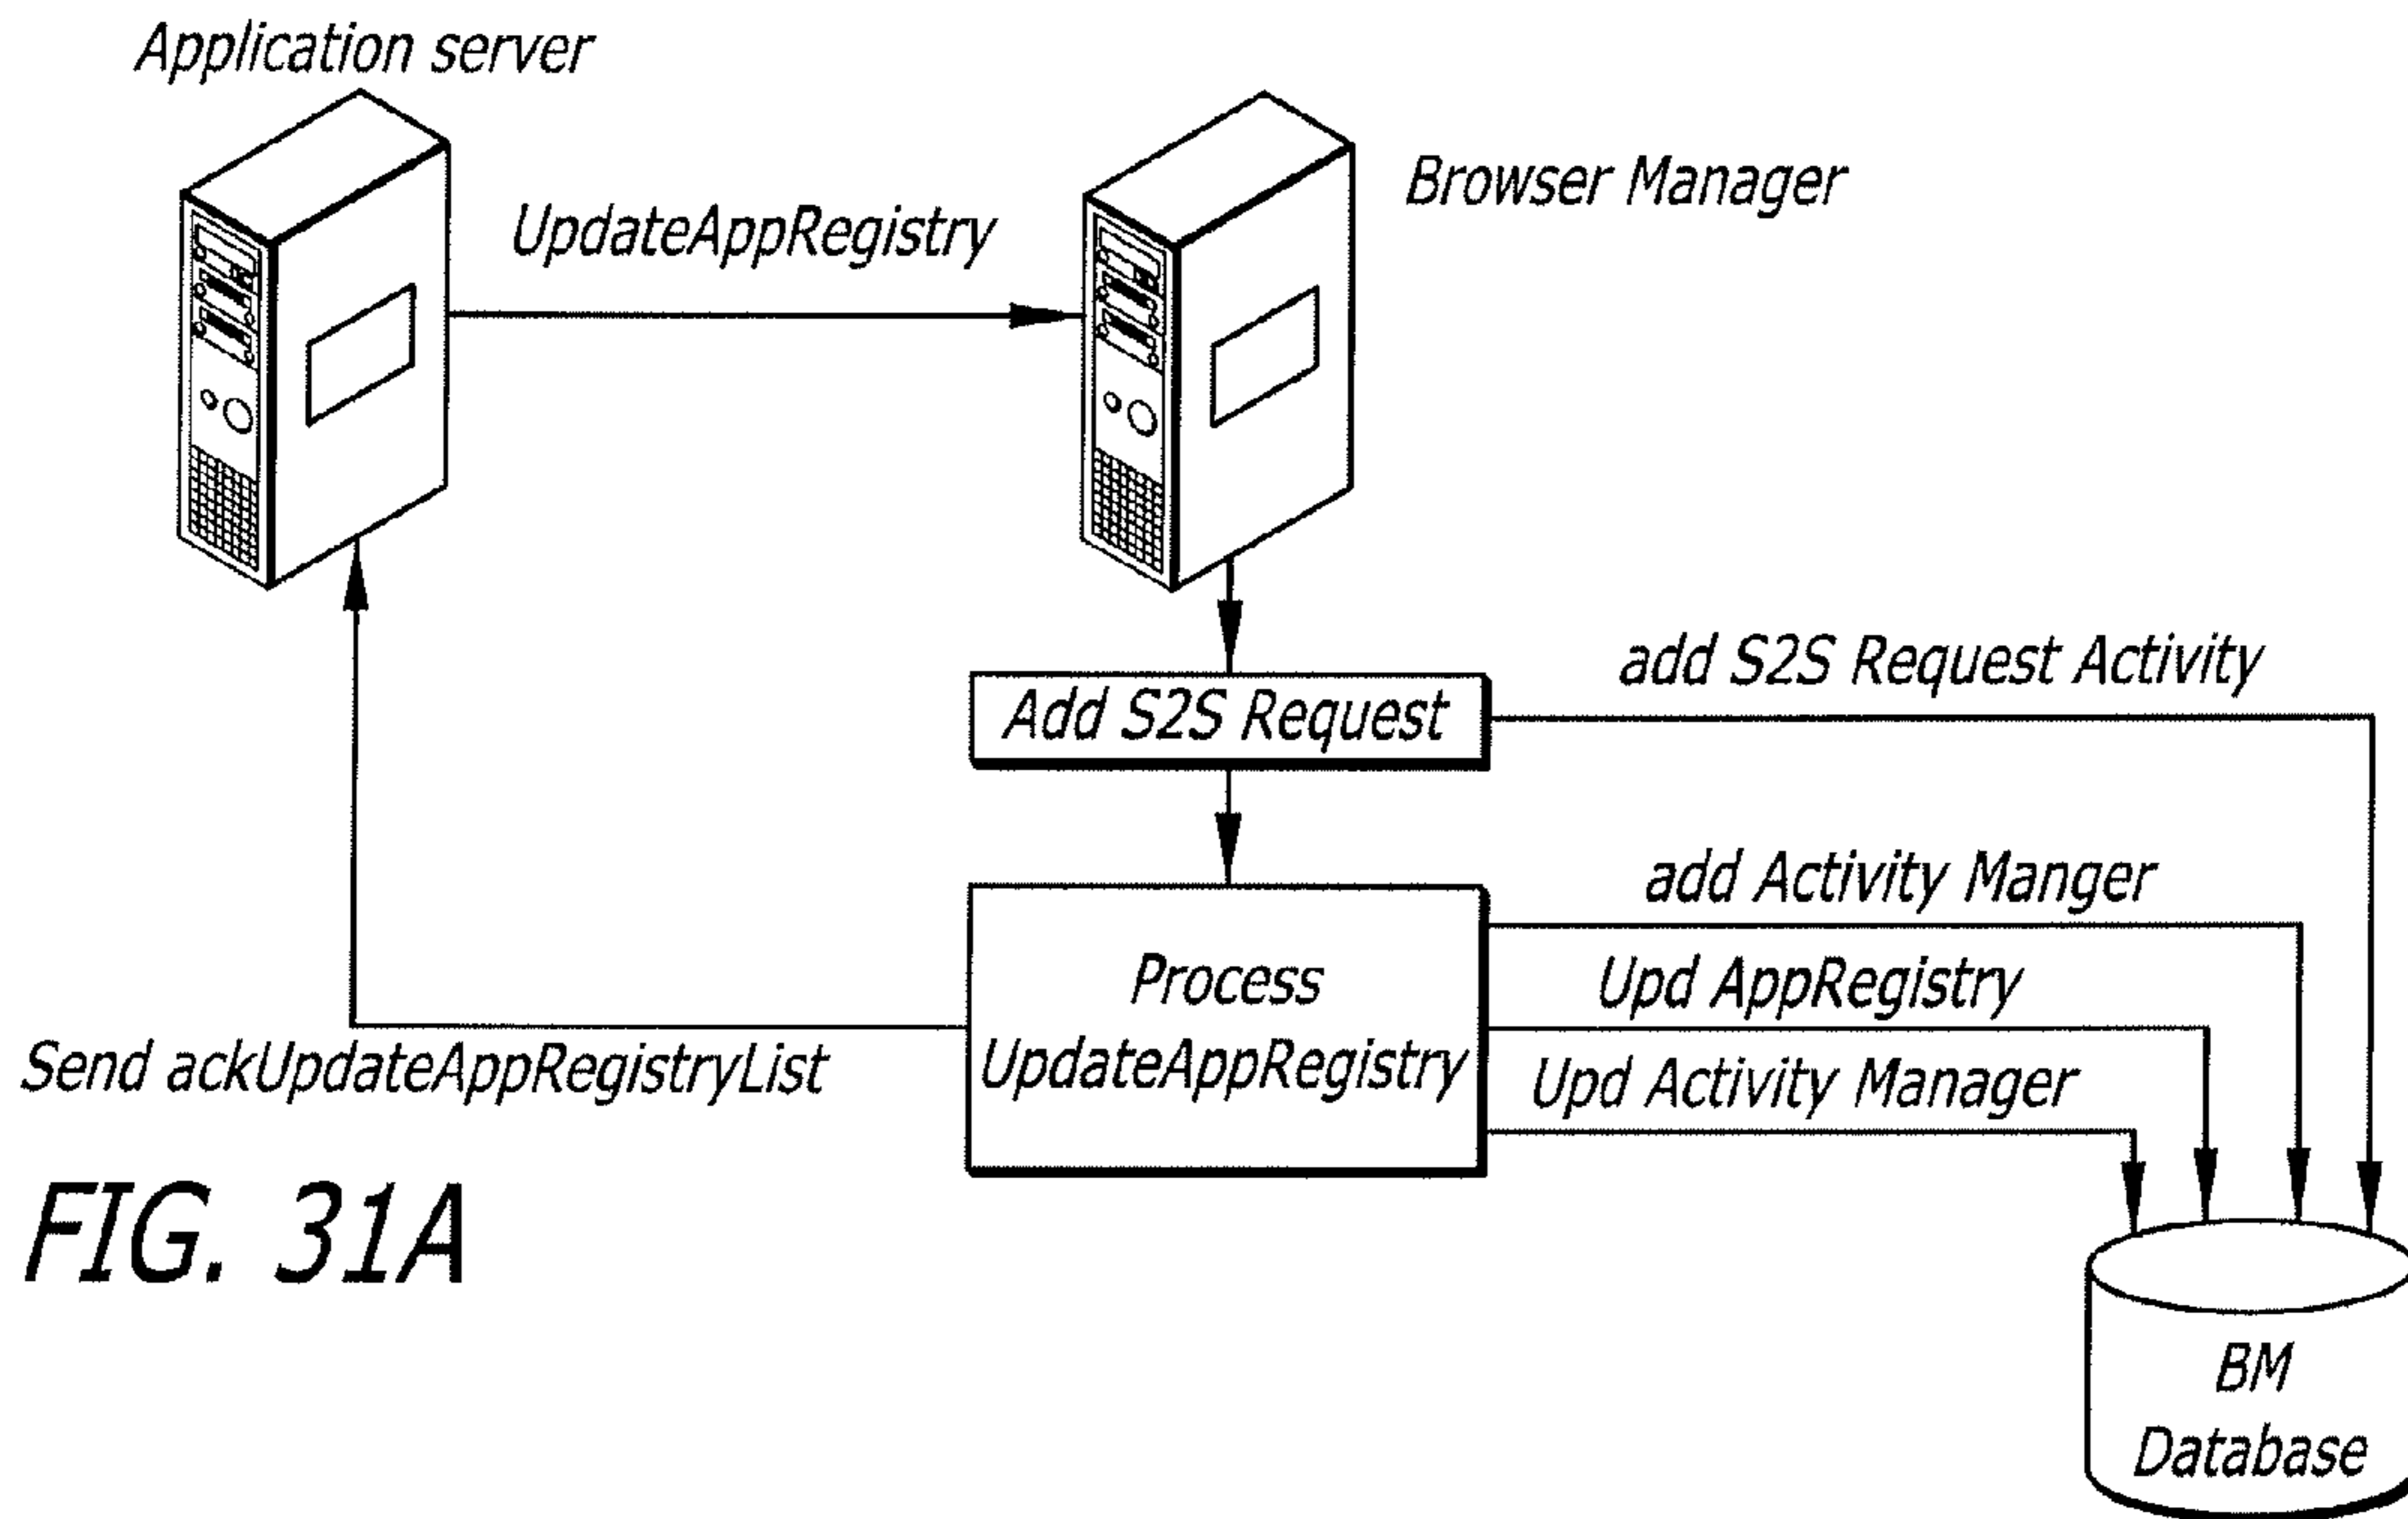 Application server
Browser Manager
UpdateAppRegistry
add S2S Request Activity
Add S2S Request
add Activity Manger
Process
UpdateAppRegistry
Upd AppRegistry
Upd Activity Manager
Send ackUpdateAppRegistryList
FIG. 31A
BM
Database